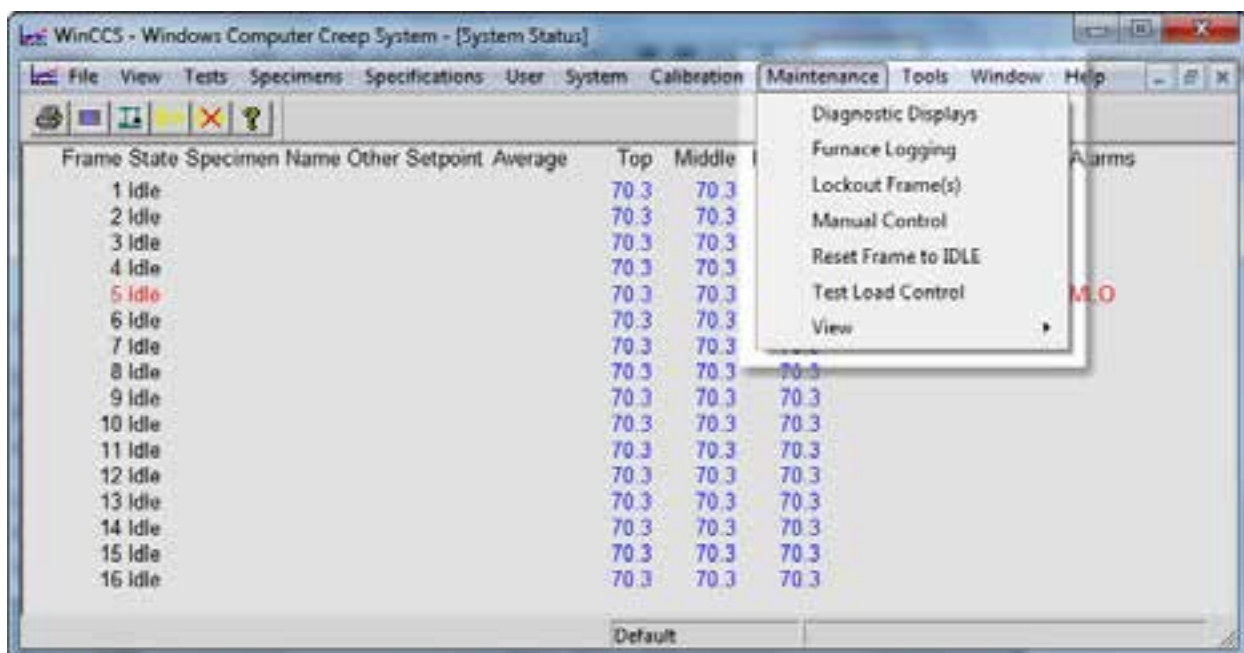 WinCCS - Windows Computer Creep System - [System Status]
File View Tests Specimens Specifications User System Calibration Maintenance Tools Window Help
Frame State Specimen Name Other Setpoint Average Top Middle Alarms
Diagnostic Displays
Furnace Logging
Lockout Frame(s)
Manual Control
Reset Frame to IDLE
Test Load Control
View
1 Idle 70.3 70.3
2 Idle 70.3 70.3
3 Idle 70.3 70.3
4 Idle 70.3 70.3
5 Idle 70.3 70.3 MLO
6 Idle 70.3 70.3
7 Idle 70.3 70.3
8 Idle 70.3 70.3 70.3
9 Idle 70.3 70.3 70.3
10 Idle 70.3 70.3 70.3
11 Idle 70.3 70.3 70.3
12 Idle 70.3 70.3 70.3
13 Idle 70.3 70.3 70.3
14 Idle 70.3 70.3 70.3
15 Idle 70.3 70.3 70.3
16 Idle 70.3 70.3 70.3
Default